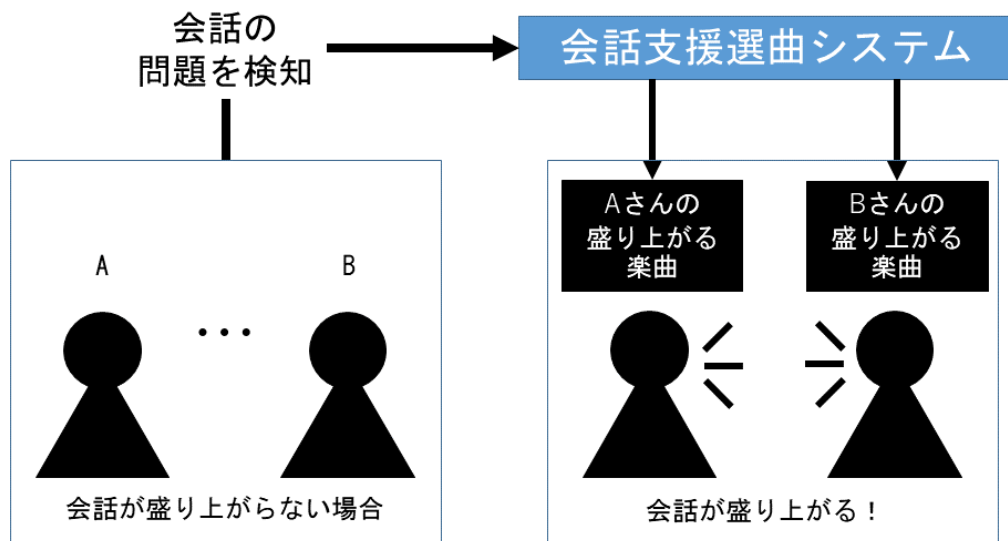 会話の
問題を検知
会話支援選曲システム
A
B
・・・
会話が盛り上がらない場合
Aさんの
盛り上がる
楽曲
Bさんの
盛り上がる
楽曲
会話が盛り上がる！